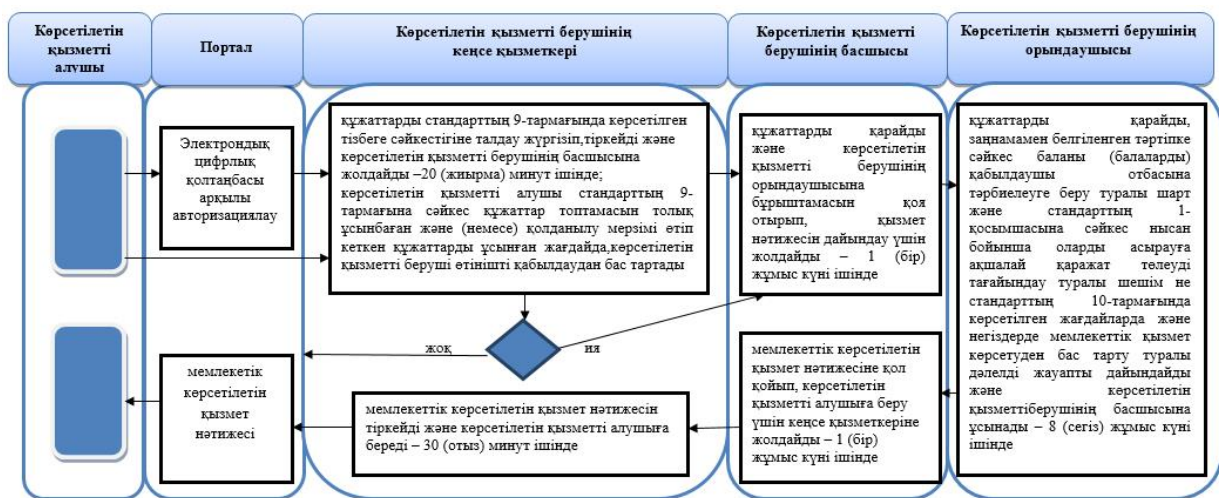 Көрсетілетін
қызметті
алушы
Портал
Көрсетілетін қызметті берушінің
кеңсе қызметкері
Көрсетілетін қызметті
берушінің басшысы
Көрсетілетін қызметті берушінің
орындаушысы
Электрондық
цифрлық
қолтаңбасы
арқылы
авторизациялау
құжаттарды стандарттың 9-тармағында көрсетілген
тізбеге сәйкестігіне талдау жүргізіп,тіркейді және
көрсетілетін қызметті берушінің басшысына
жолдайды –20 (жиырма) минут ішінде;
көрсетілетін қызметті алушы стандарттың 9-
тармағына сәйкес құжаттар топтамасын толық
ұсынбаған және (немесе) қолданылу мерзімі өтіп
кеткен құжаттарды ұсынған жағдайда,көрсетілетін
қызметті беруші өтінішті қабылдаудан бас тартады
құжаттарды қарайды
және көрсетілетін
қызметті берушінің
орындаушысына
бұрыштамасын қоя
отырып, қызмет
нәтижесін дайындау үшін
жолдайды – 1 (бір)
жұмыс күні ішінде
құжаттарды қарайды,
заңнамамен белгіленген тәртіпке
сәйкес баланы (балаларды)
қабылдаушы отбасына
тәрбиелеуге беру туралы шарт
және стандарттың 1-
қосымшасына сәйкес нысан
бойынша оларды асырауға
ақшалай қаражат төлеуді
тағайындау туралы шешім не
стандарттың 10-тармағында
көрсетілген жағдайларда және
негіздерде мемлекеттік қызмет
көрсетуден бас тарту туралы
дәлелді жауапты дайындайды
және көрсетілетін
қызметтіберушінің басшысына
ұсынады – 8 (сегіз) жұмыс күні
ішінде
жоқ
ия
мемлекетік
көрсетілетін
қызмет
нәтижесі
мемлекеттік көрсетілетін қызмет нәтижесін
тіркейді және көрсетілетін қызметті алушыға
береді – 30 (отыз) минут ішінде
мемлекеттік көрсетілетін
қызмет нәтижесіне қол
қойып, көрсетілетін
қызметті алушыға беру
үшін кеңсе қызметкеріне
жолдайды – 1 (бір)
жұмыс күні ішінде